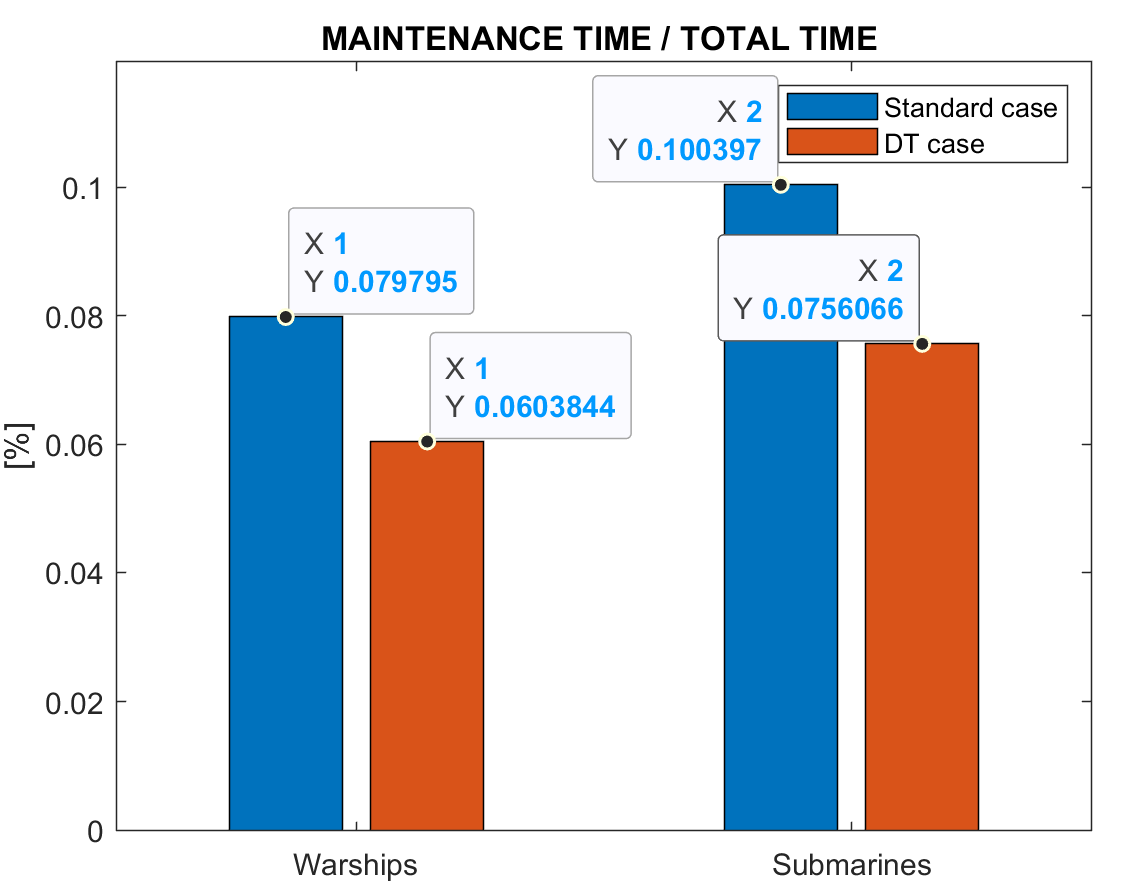 MAINTENANCE TIME / TOTAL TIME
X 2
Y 0.100397
Standard case
DT case
X 1
Y 0.079795
X 2
Y 0.0756066
X 1
Y 0.0603844
[%]
0.1
0.08
0.06
0.04
0.02
0
Warships
Submarines